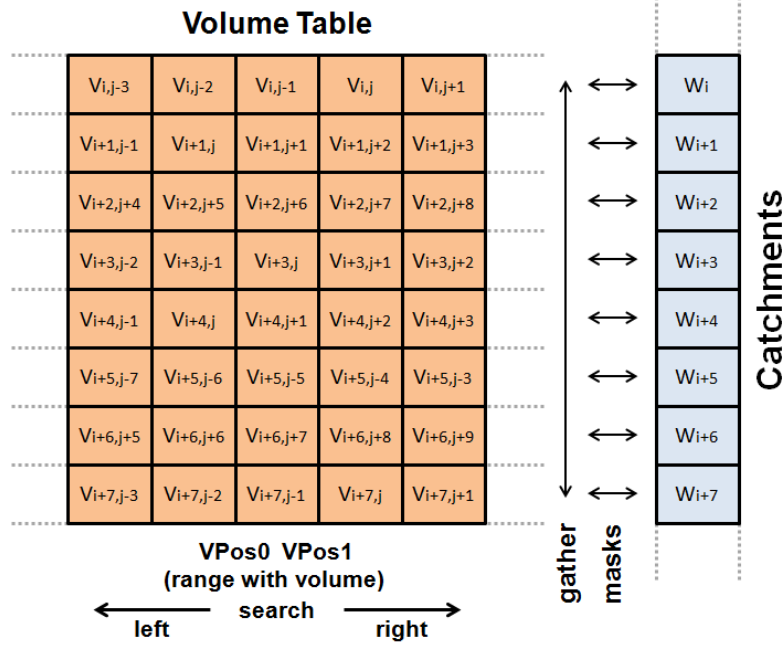 Volume Table
Vi,j-3 Vi,j-2 Vi,j-1 Vi,j Vi,j+1 Wi
Vi+1,j-1 Vi+1,j Vi+1,j+1 Vi+1,j+2 Vi+1,j+3 Wi+1
Vi+2,j+4 Vi+2,j+5 Vi+2,j+6 Vi+2,j+7 Vi+2,j+8 Wi+2
Vi+3,j-2 Vi+3,j-1 Vi+3,j Vi+3,j+1 Vi+3,j+2 Wi+3
Vi+4,j-1 Vi+4,j Vi+4,j+1 Vi+4,j+2 Vi+4,j+3 Wi+4
Vi+5,j-7 Vi+5,j-6 Vi+5,j-5 Vi+5,j-4 Vi+5,j-3 Wi+5
Vi+6,j+5 Vi+6,j+6 Vi+6,j+7 Vi+6,j+8 Vi+6,j+9 Wi+6
Vi+7,j-3 Vi+7,j-2 Vi+7,j-1 Vi+7,j Vi+7,j+1 Wi+7
Catchments
gather
masks
VPos0 VPos1
(range with volume)
search
left right